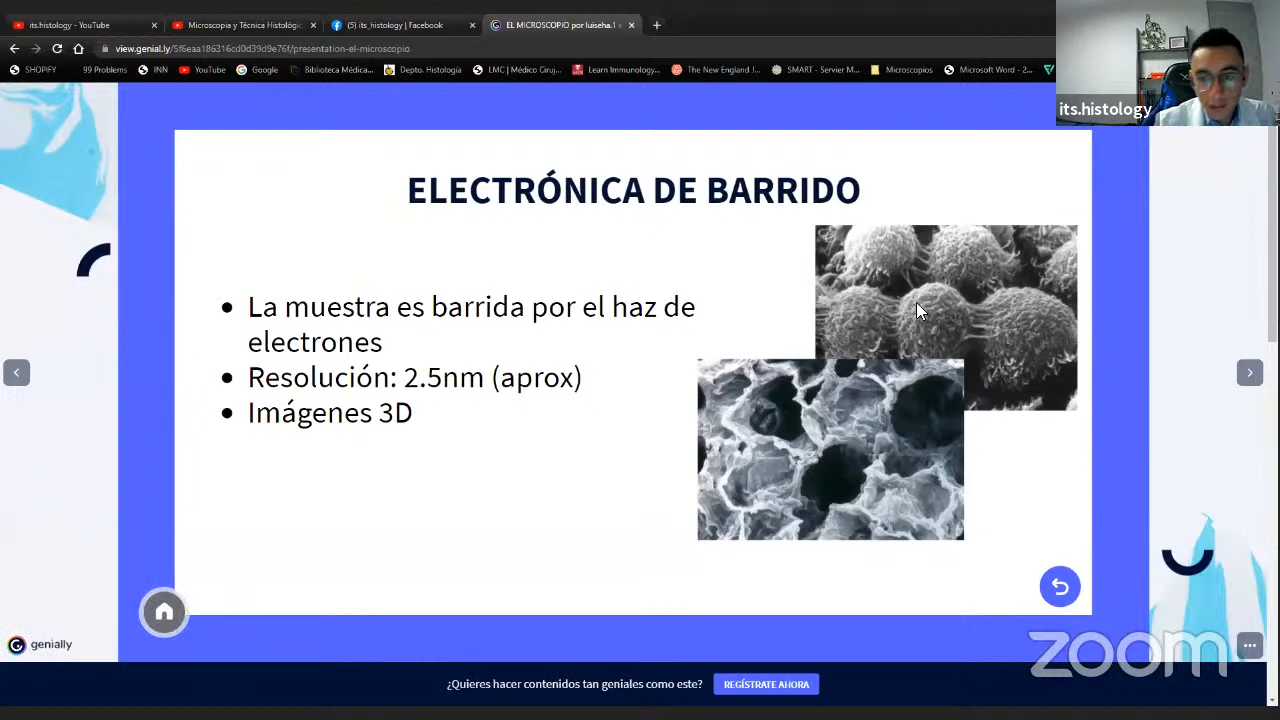 its.histology - YouTube
Microscopia y Técnica Histológic
(5) its_histology | Facebook
EL MICROSCOPIO por luiseha.1 e
view.genial.ly/5f6eaa186316cd0d39d9e76f/presentation-el-microscopio
SHOPIFY
99 Problems
INN
YouTube
Google
Biblioteca Médica...
Depto. Histología
LMC | Médico Ciruj...
Learn Immunology...
The New England J...
SMART - Servier M...
Microscopios
Microsoft Word - 2...
its.histology
ELECTRÓNICA DE BARRIDO
• La muestra es barrida por el haz de
electrones
• Resolución: 2.5nm (aprox)
• Imágenes 3D
genially
zoom
¿Quieres hacer contenidos tan geniales como este?
REGÍSTRATE AHORA